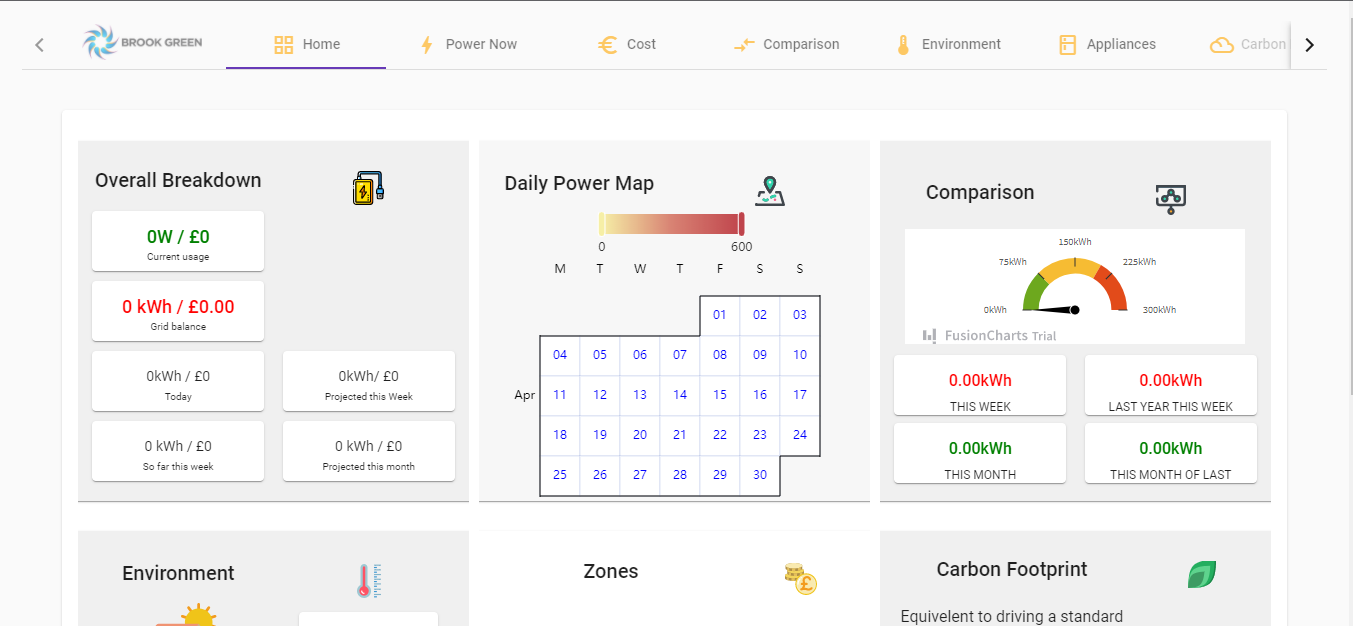 BROOK GREEN
Home
Power Now
Cost
Comparison
Environment
Appliances
Carbon
Overall Breakdown
0W / £0
Current usage
0 kWh / £0.00
Grid balance
0kWh / £0
Today
0kWh/ £0
Projected this Week
0 kWh / £0
So far this week
0 kWh / £0
Projected this month
Daily Power Map
0 600
M T W T F S S
01 02 03
04 05 06 07 08 09 10
Apr 11 12 13 14 15 16 17
18 19 20 21 22 23 24
25 26 27 28 29 30
Comparison
150kWh
75kWh 225kWh
0kWh 300kWh
FusionCharts Trial
0.00kWh
THIS WEEK
0.00kWh
LAST YEAR THIS WEEK
0.00kWh
THIS MONTH
0.00kWh
THIS MONTH OF LAST
Environment
Zones
Carbon Footprint
Equivelent to driving a standard